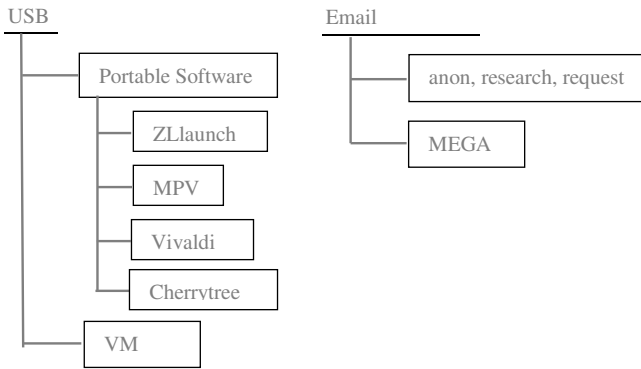 USB
Portable Software
ZLlaunch
MPV
Vivaldi
Cherrytree
VM
Email
anon, research, request
MEGA